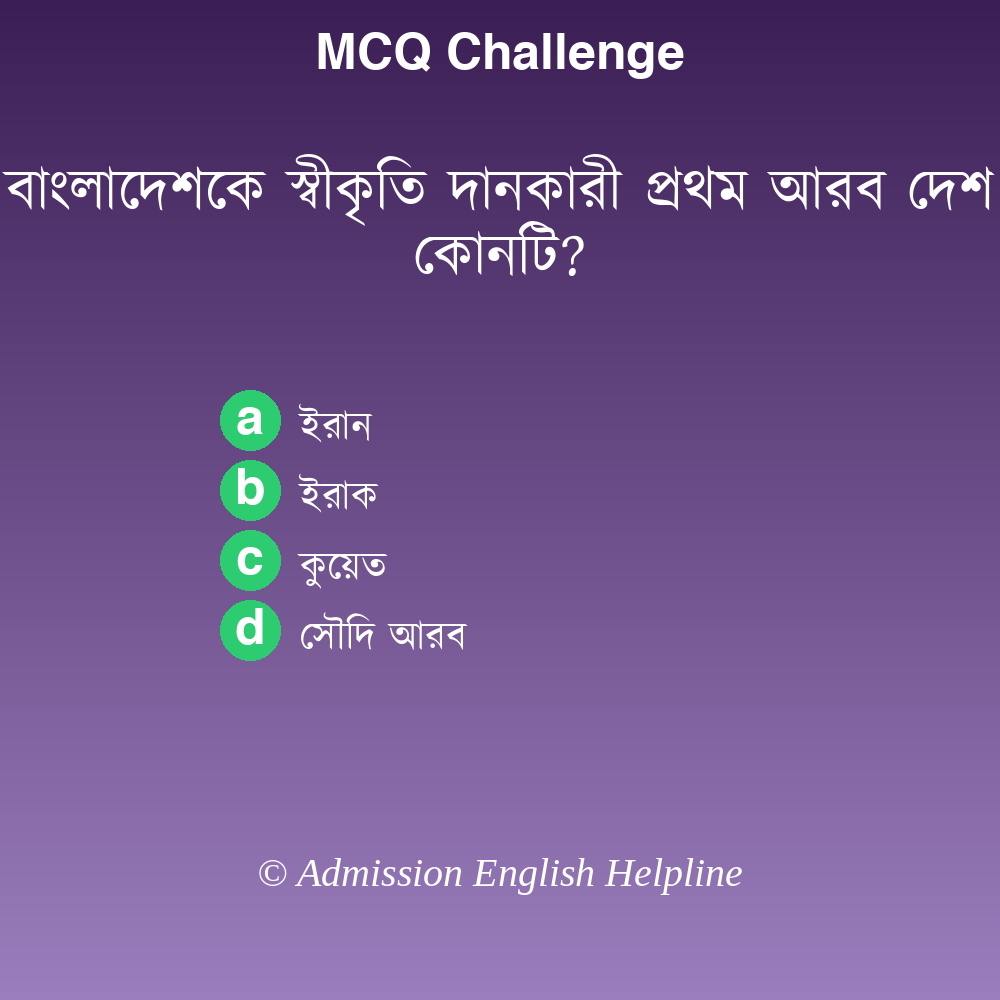 MCQ Challenge
বাংলাদেশকে স্বীকৃতি দানকারী প্রথম আরব দেশ
কোনটি?
a ইরান
b ইরাক
c কুয়েত
d সৌদি আরব
© Admission English Helpline